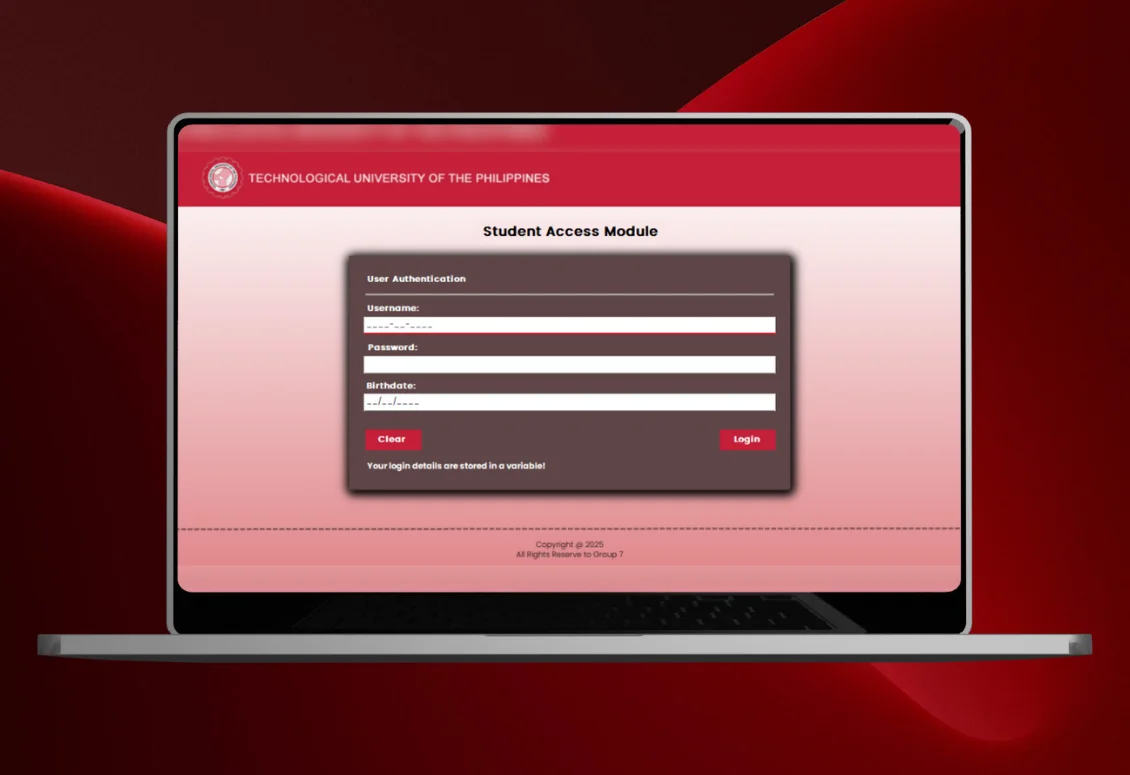 TECHNOLOGICAL UNIVERSITY OF THE PHILIPPINES
Student Access Module
User Authentication
Username:
____-__-____
Password:
Birthdate:
__/__/____
Clear
Login
Your login details are stored in a variable!
Copyright @ 2025
All Rights Reserve to Group 7